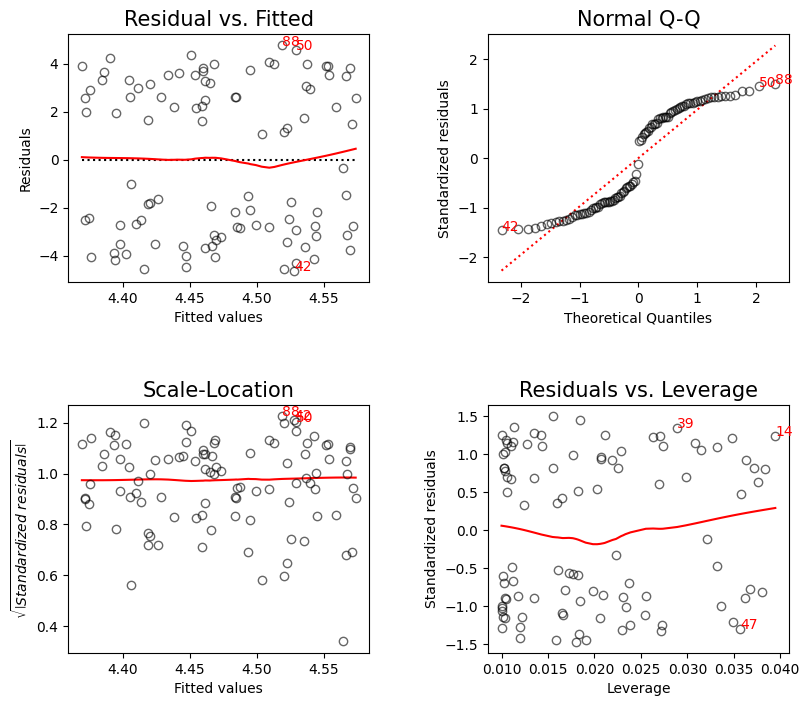 Residual vs. Fitted
88
50
42
4
2
0
−2
−4
Residuals
4.40 4.45 4.50 4.55
Fitted values
Normal Q-Q
50
88
42
2
1
0
−1
−2
Standardized residuals
−2 −1 0 1 2
Theoretical Quantiles
Scale-Location
88
1.2
1.0
0.8
0.6
0.4
√|Standardized residuals|
4.40 4.45 4.50 4.55
Fitted values
Residuals vs. Leverage
39
14
47
1.5
1.0
0.5
0.0
−0.5
−1.0
−1.5
Standardized residuals
0.010 0.015 0.020 0.025 0.030 0.035 0.040
Leverage